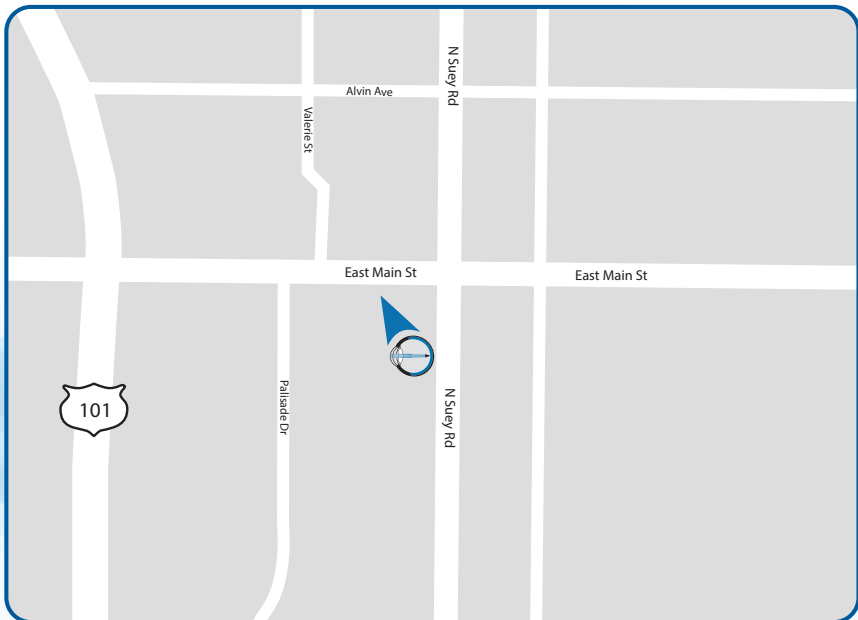 N Suey Rd
Alvin Ave
Valerie St
East Main St
East Main St
Palisade Dr
N Suey Rd
101